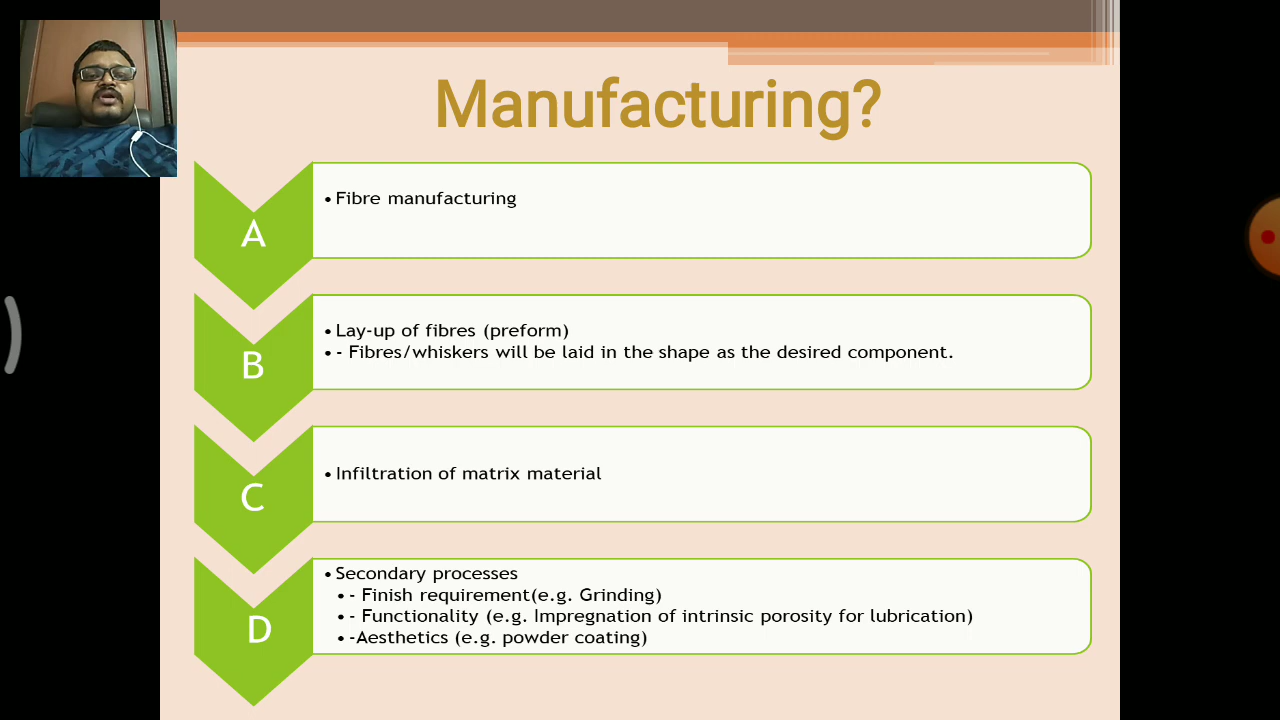 Manufacturing?
A
• Fibre manufacturing
B
• Lay-up of fibres (preform)
• - Fibres/whiskers will be laid in the shape as the desired component.
C
• Infiltration of matrix material
D
• Secondary processes
• - Finish requirement(e.g. Grinding)
• - Functionality (e.g. Impregnation of intrinsic porosity for lubrication)
• -Aesthetics (e.g. powder coating)